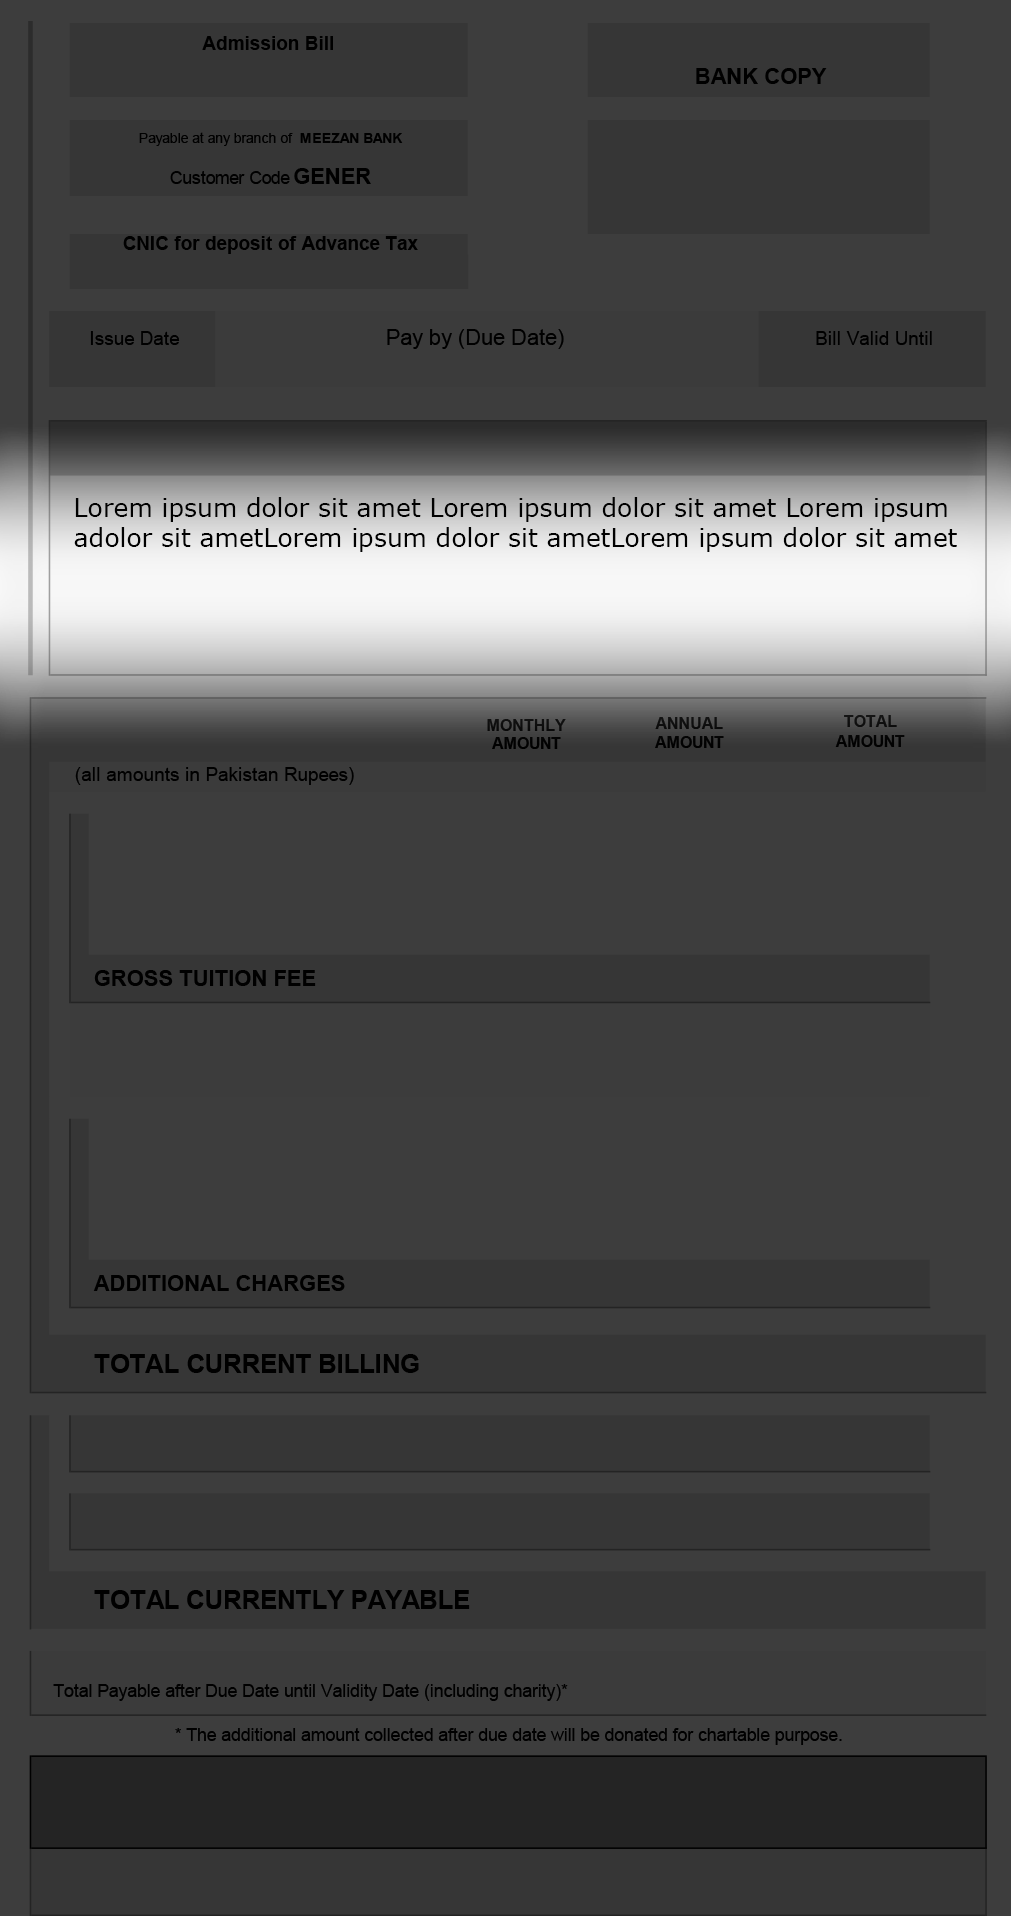 Admission Bill
BANK COPY
Payable at any branch of MEEZAN BANK
Customer Code GENER
CNIC for deposit of Advance Tax
Issue Date
Pay by (Due Date)
Bill Valid Until
Lorem ipsum dolor sit amet Lorem ipsum dolor sit amet Lorem ipsum
adolor sit ametLorem ipsum dolor sit ametLorem ipsum dolor sit amet
MONTHLY
AMOUNT
ANNUAL
AMOUNT
TOTAL
AMOUNT
(all amounts in Pakistan Rupees)
GROSS TUITION FEE
ADDITIONAL CHARGES
TOTAL CURRENT BILLING
TOTAL CURRENTLY PAYABLE
Total Payable after Due Date until Validity Date (including charity)*
* The additional amount collected after due date will be donated for chartable purpose.